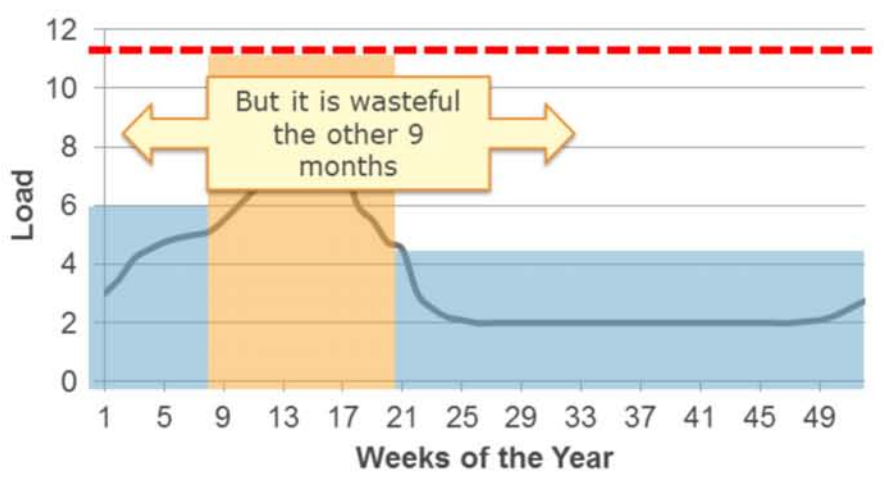 12
10
8
6
4
2
0
Load
But it is wasteful
the other 9
months
1 5 9 13 17 21 25 29 33 37 41 45 49
Weeks of the Year